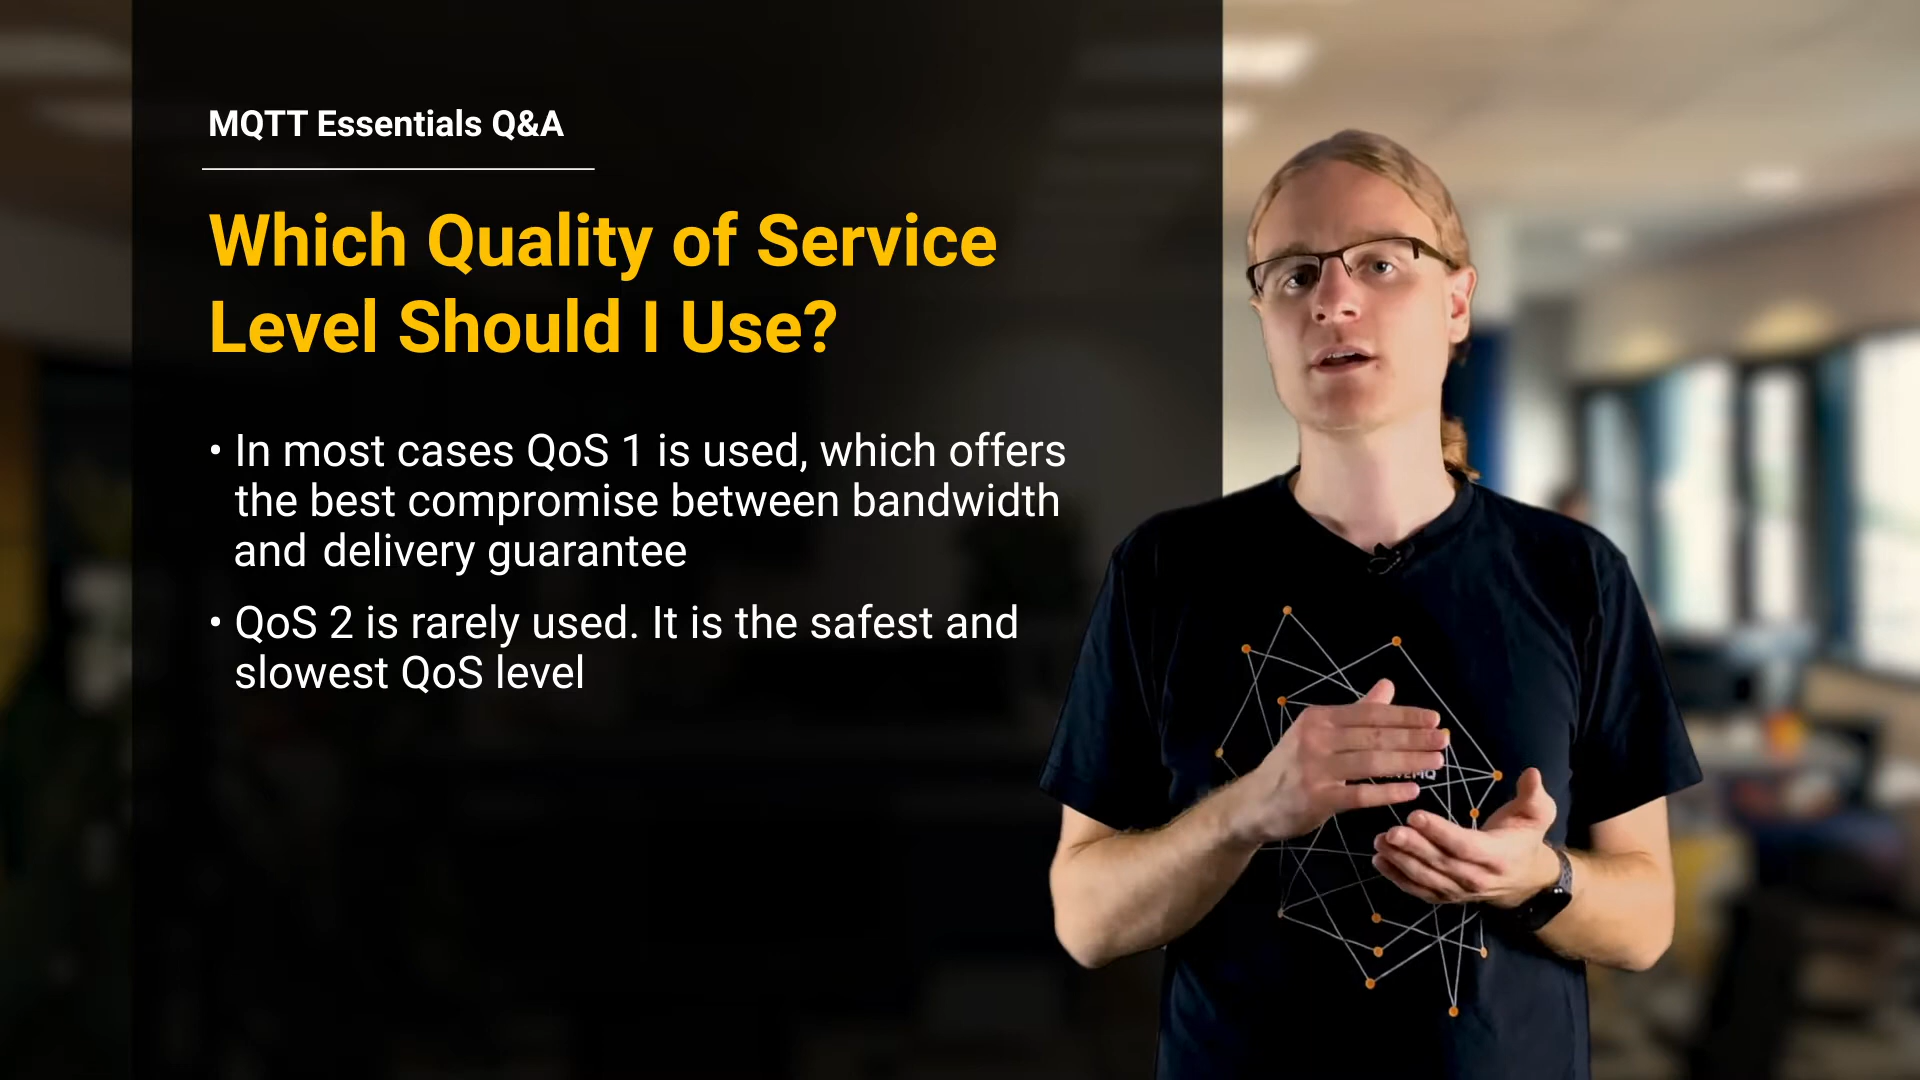 MQTT Essentials Q&A
Which Quality of Service
Level Should I Use?
• In most cases QoS 1 is used, which offers
the best compromise between bandwidth
and delivery guarantee
• QoS 2 is rarely used. It is the safest and
slowest QoS level